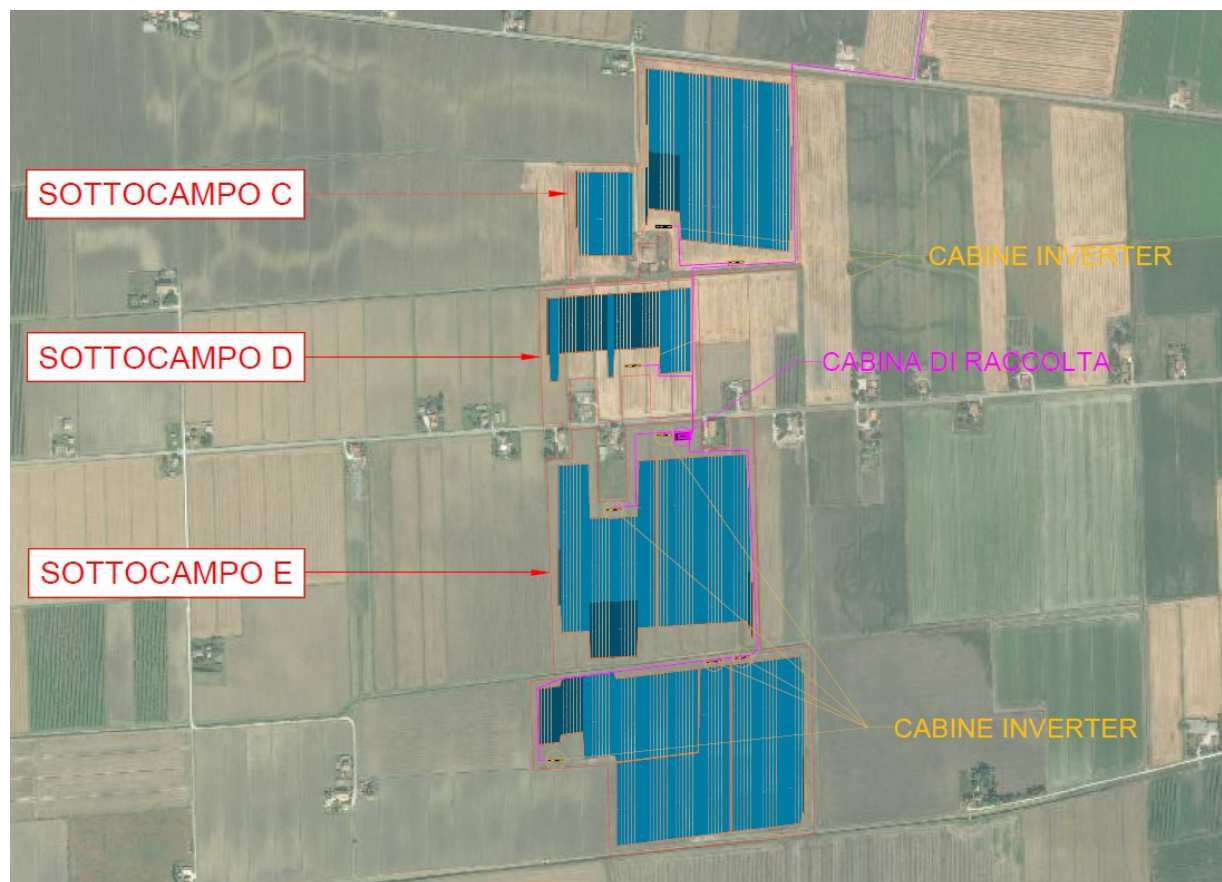 SOTTOCAMPO C
CABINE INVERTER
SOTTOCAMPO D
CABINA DI RACCOLTA
SOTTOCAMPO E
CABINE INVERTER